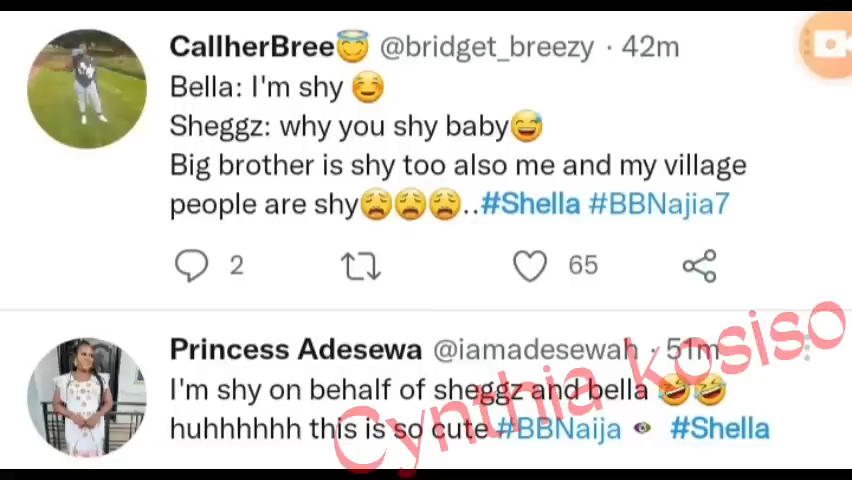 CallherBree😇 @bridget_breezy · 42m
Bella: I'm shy ☺️
Sheggz: why you shy baby😅
Big brother is shy too also me and my village
people are shy😩😩😩..#Shella #BBNajia7
2 65
Princess Adesewa @iamadesewah · 51m
I'm shy on behalf of sheggz and bella 🤣🤣
huhhhhhh this is so cute #BBNaija 👁 #Shella
Cynthia kosiso